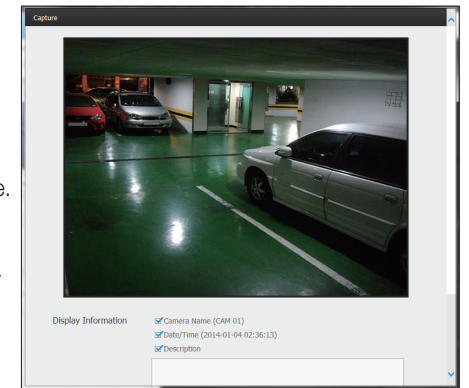 Capture
e.
Display Information
Camera Name (CAM 01)
Date/Time (2014-01-04 02:36:13)
Description